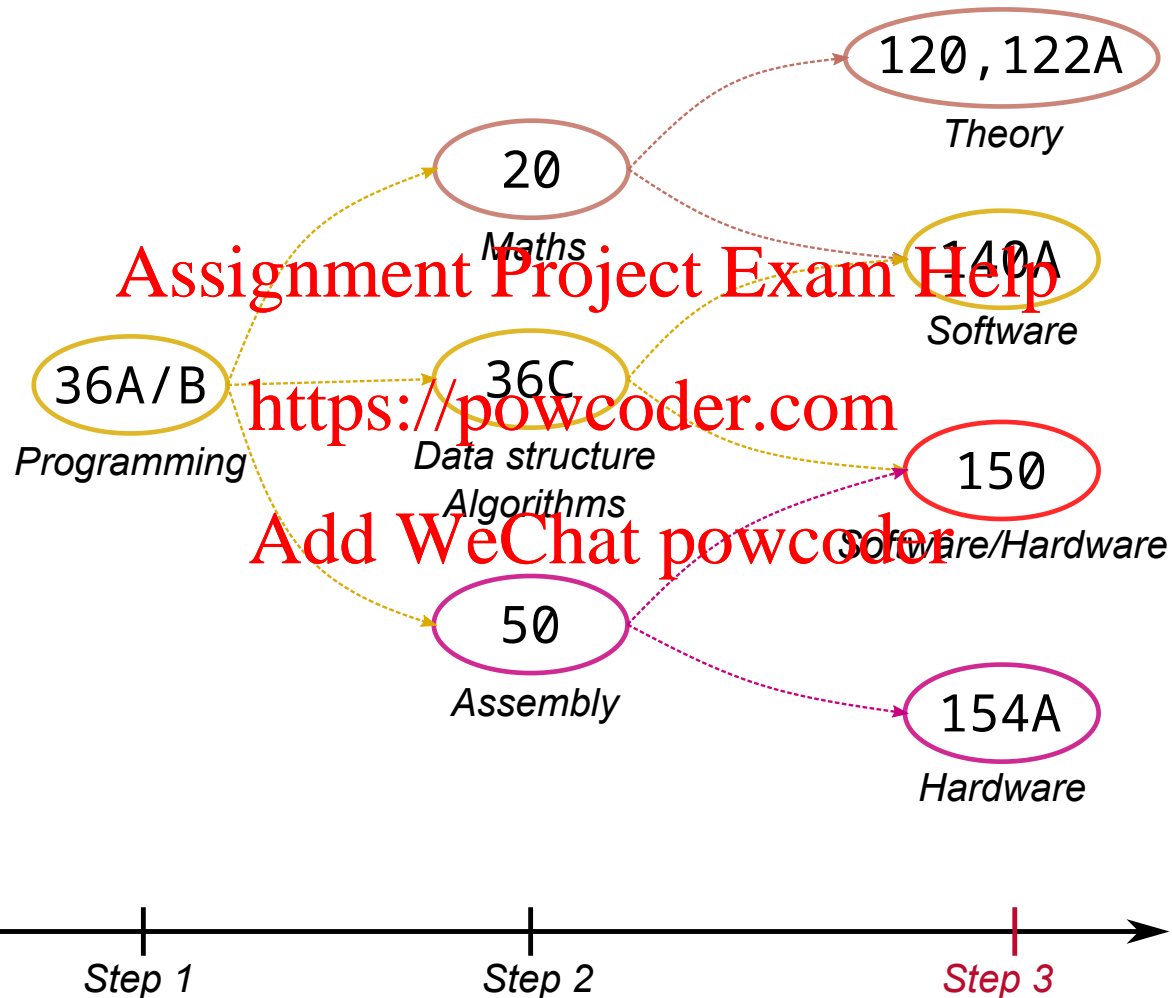 120,122A
Theory
20
Maths
140A
Software
Assignment Project Exam Help
36A/B
Programming
36C
Data structure
Algorithms
https://powcoder.com
150
Software/Hardware
Add WeChat powcoder
50
Assembly
154A
Hardware
Step 1
Step 2
Step 3